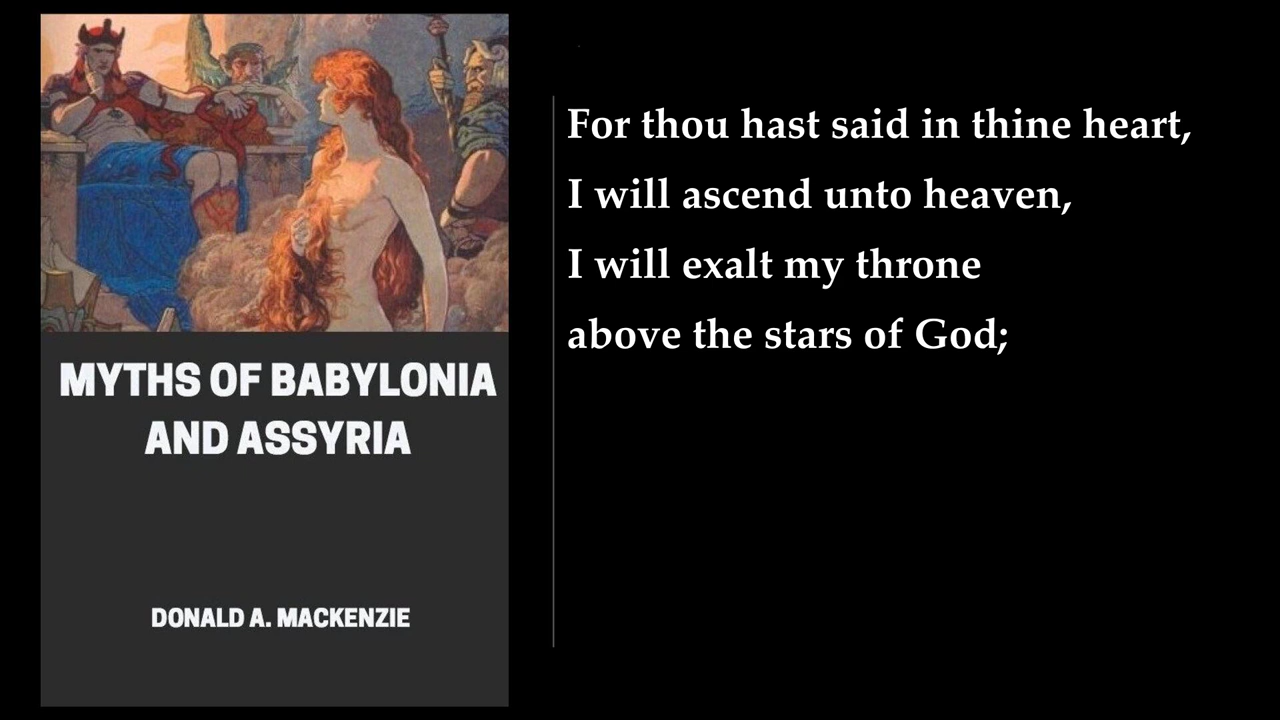 MYTHS OF BABYLONIA
AND ASSYRIA
DONALD A. MACKENZIE
For thou hast said in thine heart,
I will ascend unto heaven,
I will exalt my throne
above the stars of God;